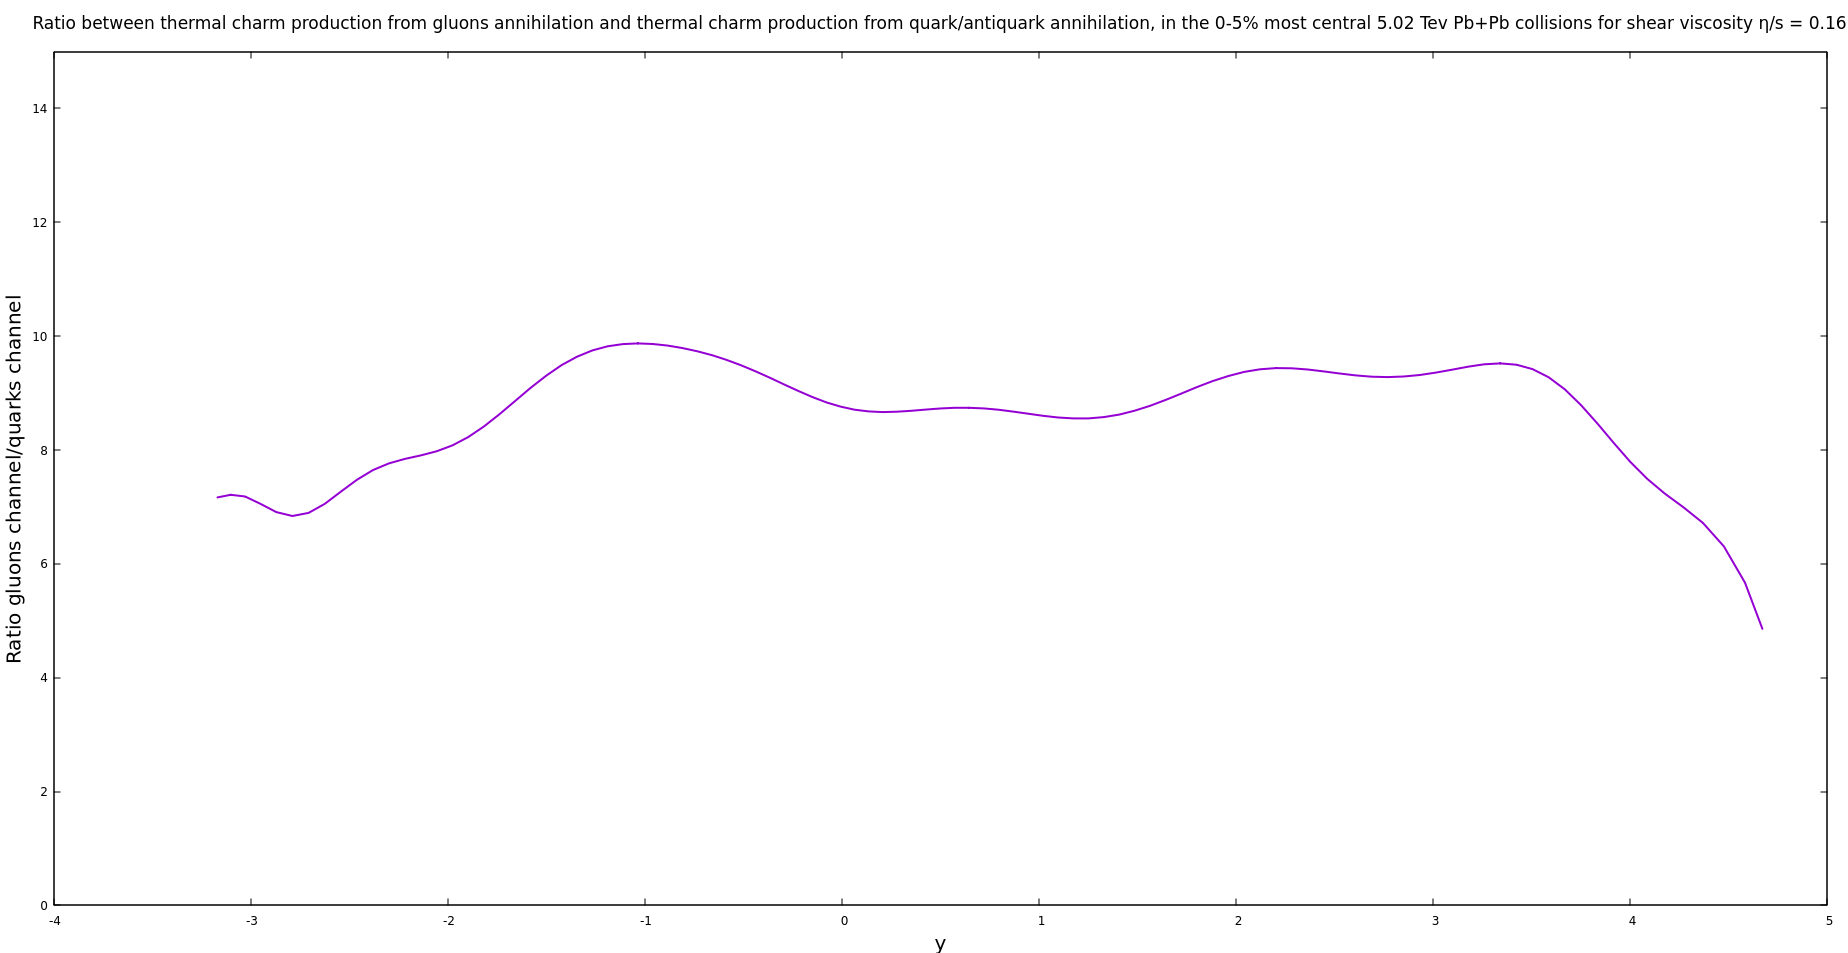 Ratio between thermal charm production from gluons annihilation and thermal charm production from quark/antiquark annihilation, in the 0-5% most central 5.02 Tev Pb+Pb collisions for shear viscosity η/s = 0.16
Ratio gluons channel/quarks channel
14
12
10
8
6
4
2
0
-4 -3 -2 -1 0 1 2 3 4 5
y